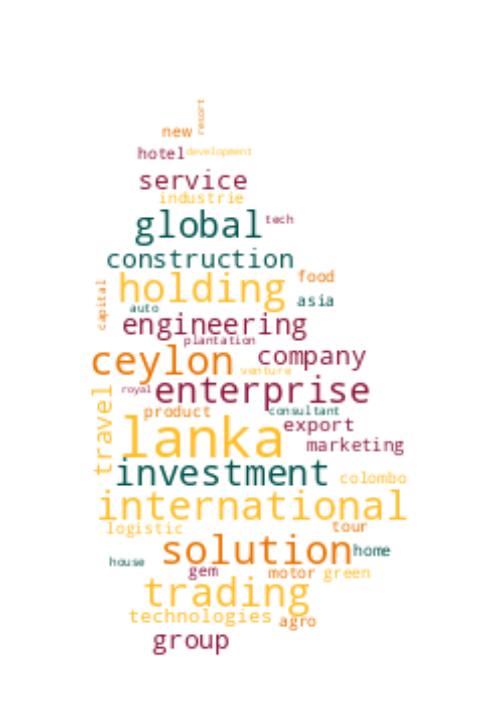 resort
new
hotel development
service
industrie
global tech
construction
holding food
capital
asia
auto
engineering
plantation
ceylon company
venture
royal enterprise
travel
product consultant
lanka export
marketing
investment colombo
international
logistic tour
solution home
house
gem motor green
trading
technologies agro
group